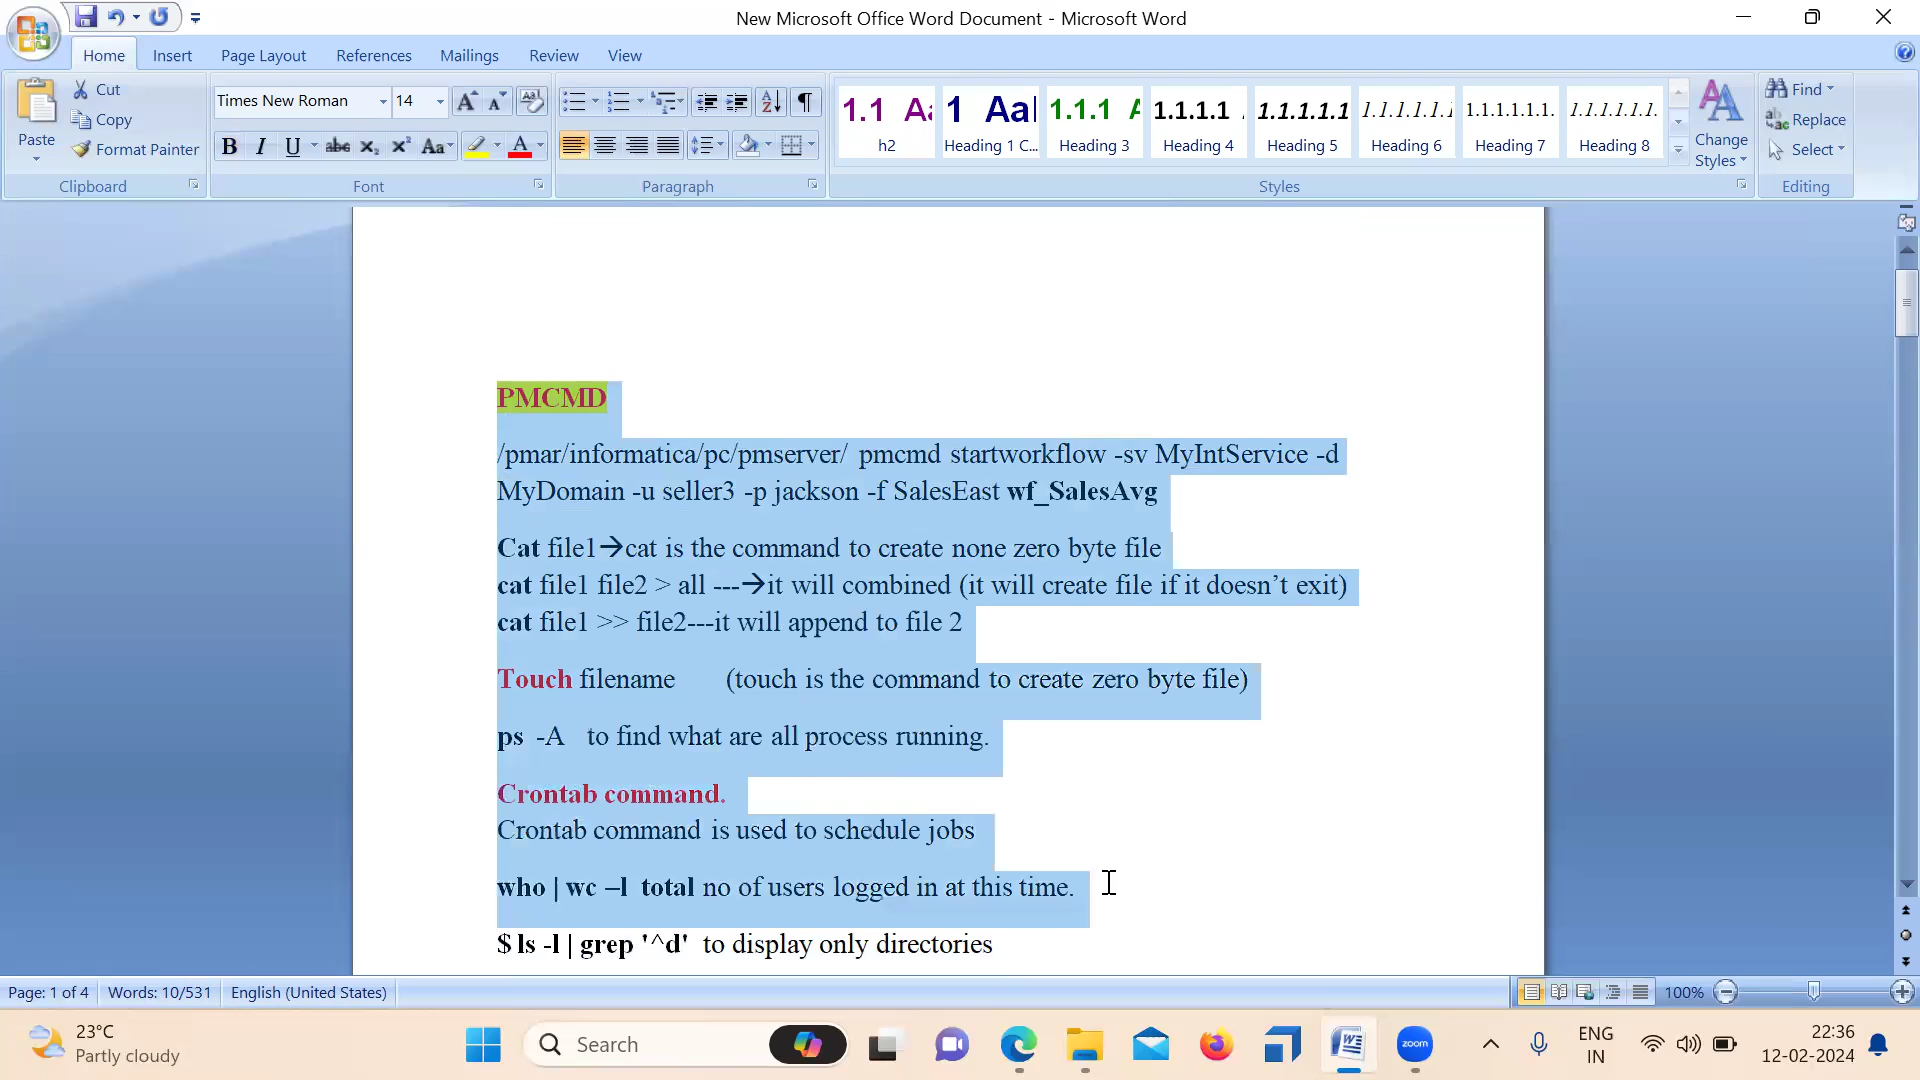 New Microsoft Office Word Document - Microsoft Word
Home Insert Page Layout References Mailings Review View
Paste
Cut
Copy
Format Painter
Clipboard
Times New Roman 14
Font
Paragraph
1.1 Aa 1 Aa 1.1.1 A 1.1.1.1 1.1.1.1.1 1.1.1.1.1.1 1.1.1.1.1.1. 1.1.1.1.1.1.
h2 Heading 1 C... Heading 3 Heading 4 Heading 5 Heading 6 Heading 7 Heading 8
Styles
Change Styles
Find
Replace
Select
Editing
PMCMD
/pmar/informatica/pc/pmserver/ pmcmd startworkflow -sv MyIntService -d
MyDomain -u seller3 -p jackson -f SalesEast wf_SalesAvg
Cat file1→cat is the command to create none zero byte file
cat file1 file2 > all ---→it will combined (it will create file if it doesn’t exit)
cat file1 >> file2---it will append to file 2
Touch filename (touch is the command to create zero byte file)
ps -A to find what are all process running.
Crontab command.
Crontab command is used to schedule jobs
who | wc –l total no of users logged in at this time.
$ ls -l | grep '^d' to display only directories
Page: 1 of 4 Words: 10/531 English (United States) 100%
23°C
Partly cloudy
Search
zoom
ENG
IN
22:36
12-02-2024